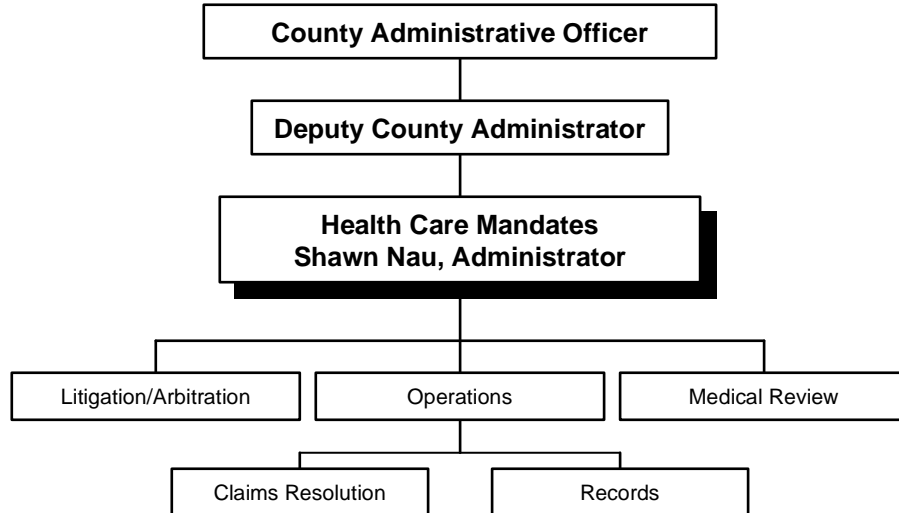 County Administrative Officer
Deputy County Administrator
Health Care Mandates
Shawn Nau, Administrator
Litigation/Arbitration
Operations
Medical Review
Claims Resolution
Records